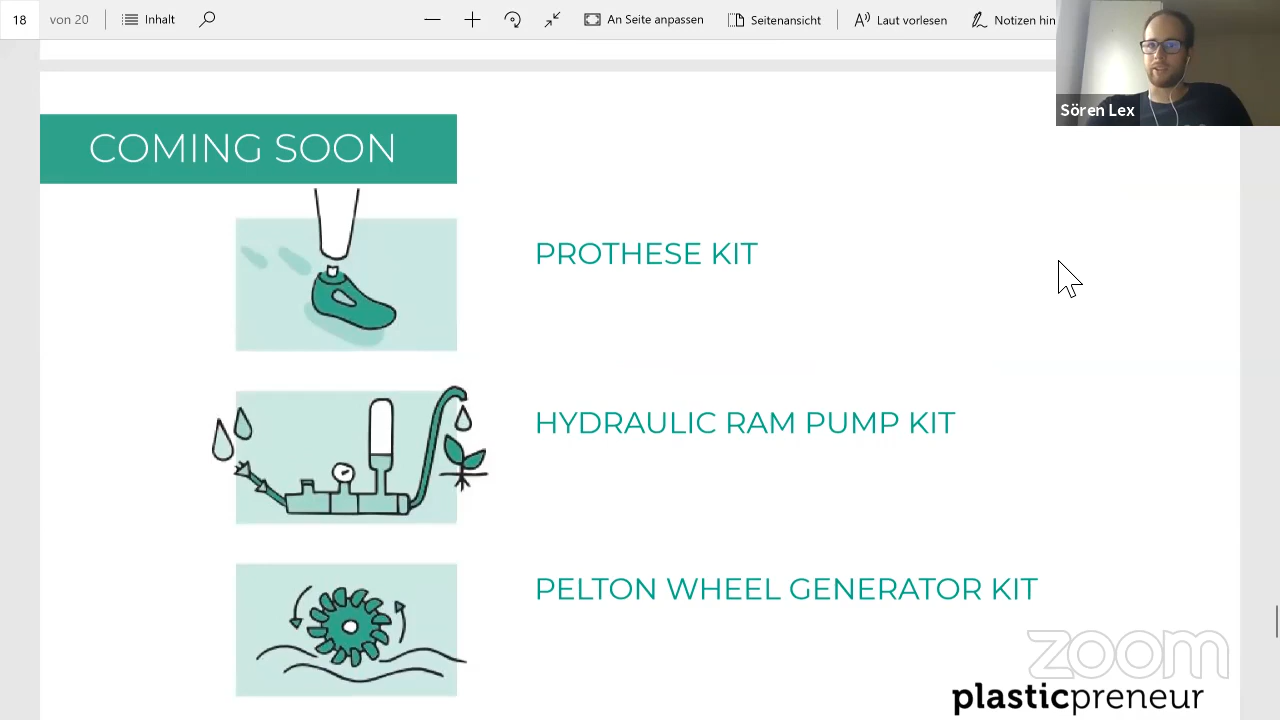 18 von 20 Inhalt An Seite anpassen Seitenansicht Laut vorlesen Notizen hin
Sören Lex
COMING SOON
PROTHESE KIT
HYDRAULIC RAM PUMP KIT
PELTON WHEEL GENERATOR KIT
zoom
plasticpreneur